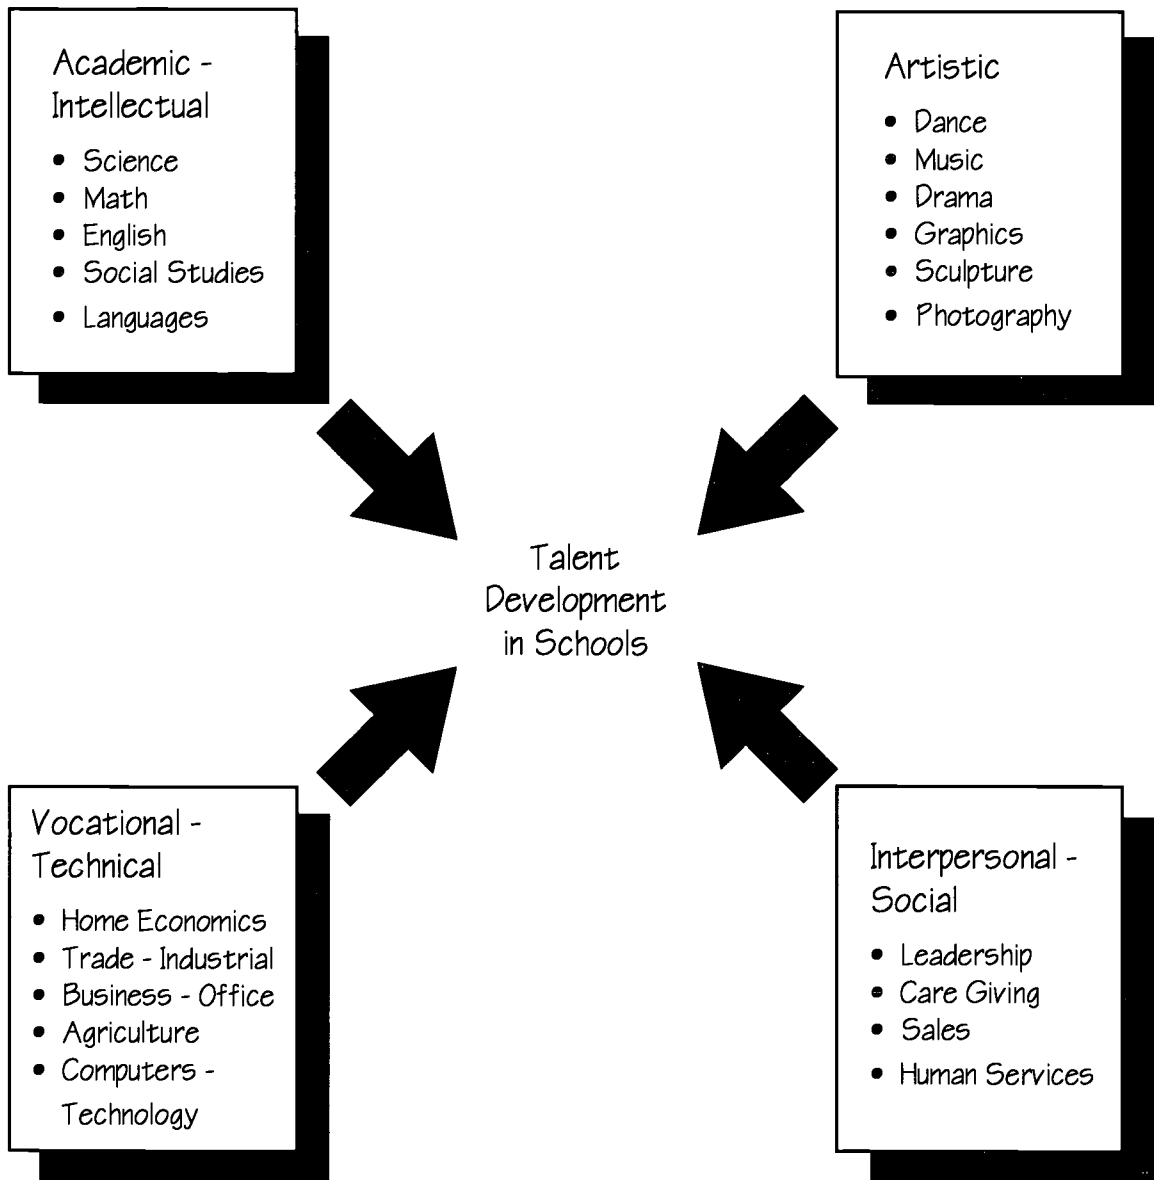 Academic -
Intellectual
• Science
• Math
• English
• Social Studies
• Languages
Artistic
• Dance
• Music
• Drama
• Graphics
• Sculpture
• Photography
Talent
Development
in Schools
Vocational -
Technical
• Home Economics
• Trade - Industrial
• Business - Office
• Agriculture
• Computers -
Technology
Interpersonal -
Social
• Leadership
• Care Giving
• Sales
• Human Services